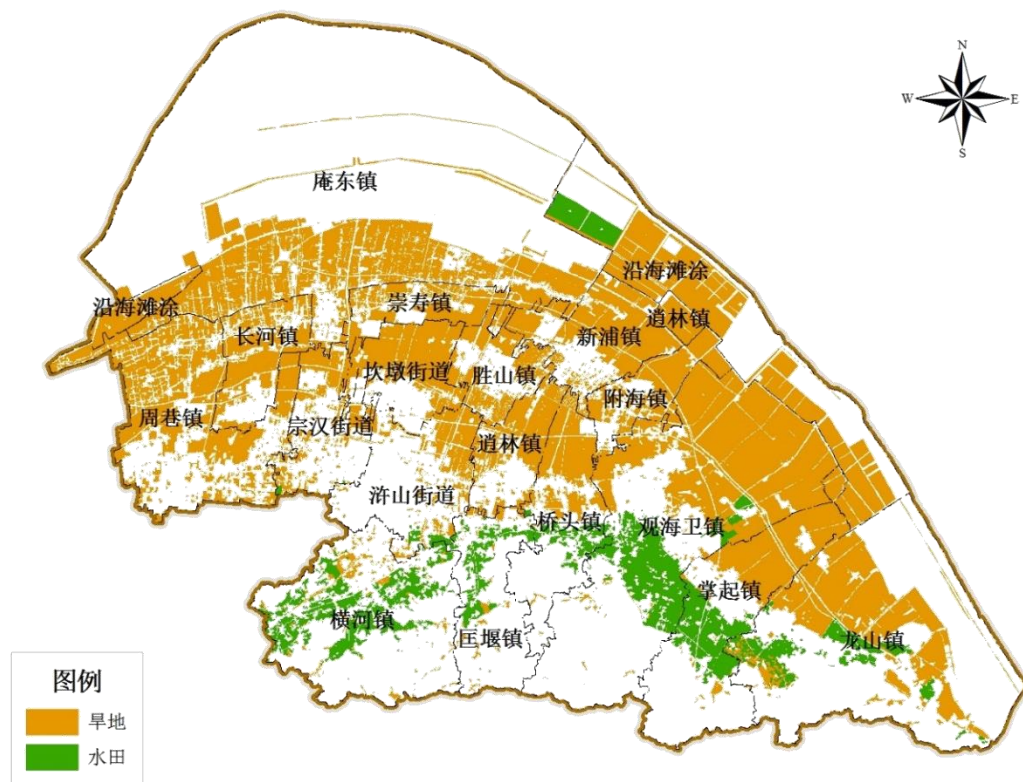 N
W
E
S
庵东镇
沿海滩涂
沿海滩涂
崇寿镇
逍林镇
长河镇
新浦镇
坎墩街道
胜山镇
附海镇
周巷镇
宗汉街道
逍林镇
浒山街道
桥头镇
观海卫镇
掌起镇
横河镇
匡堰镇
龙山镇
图例
旱地
水田